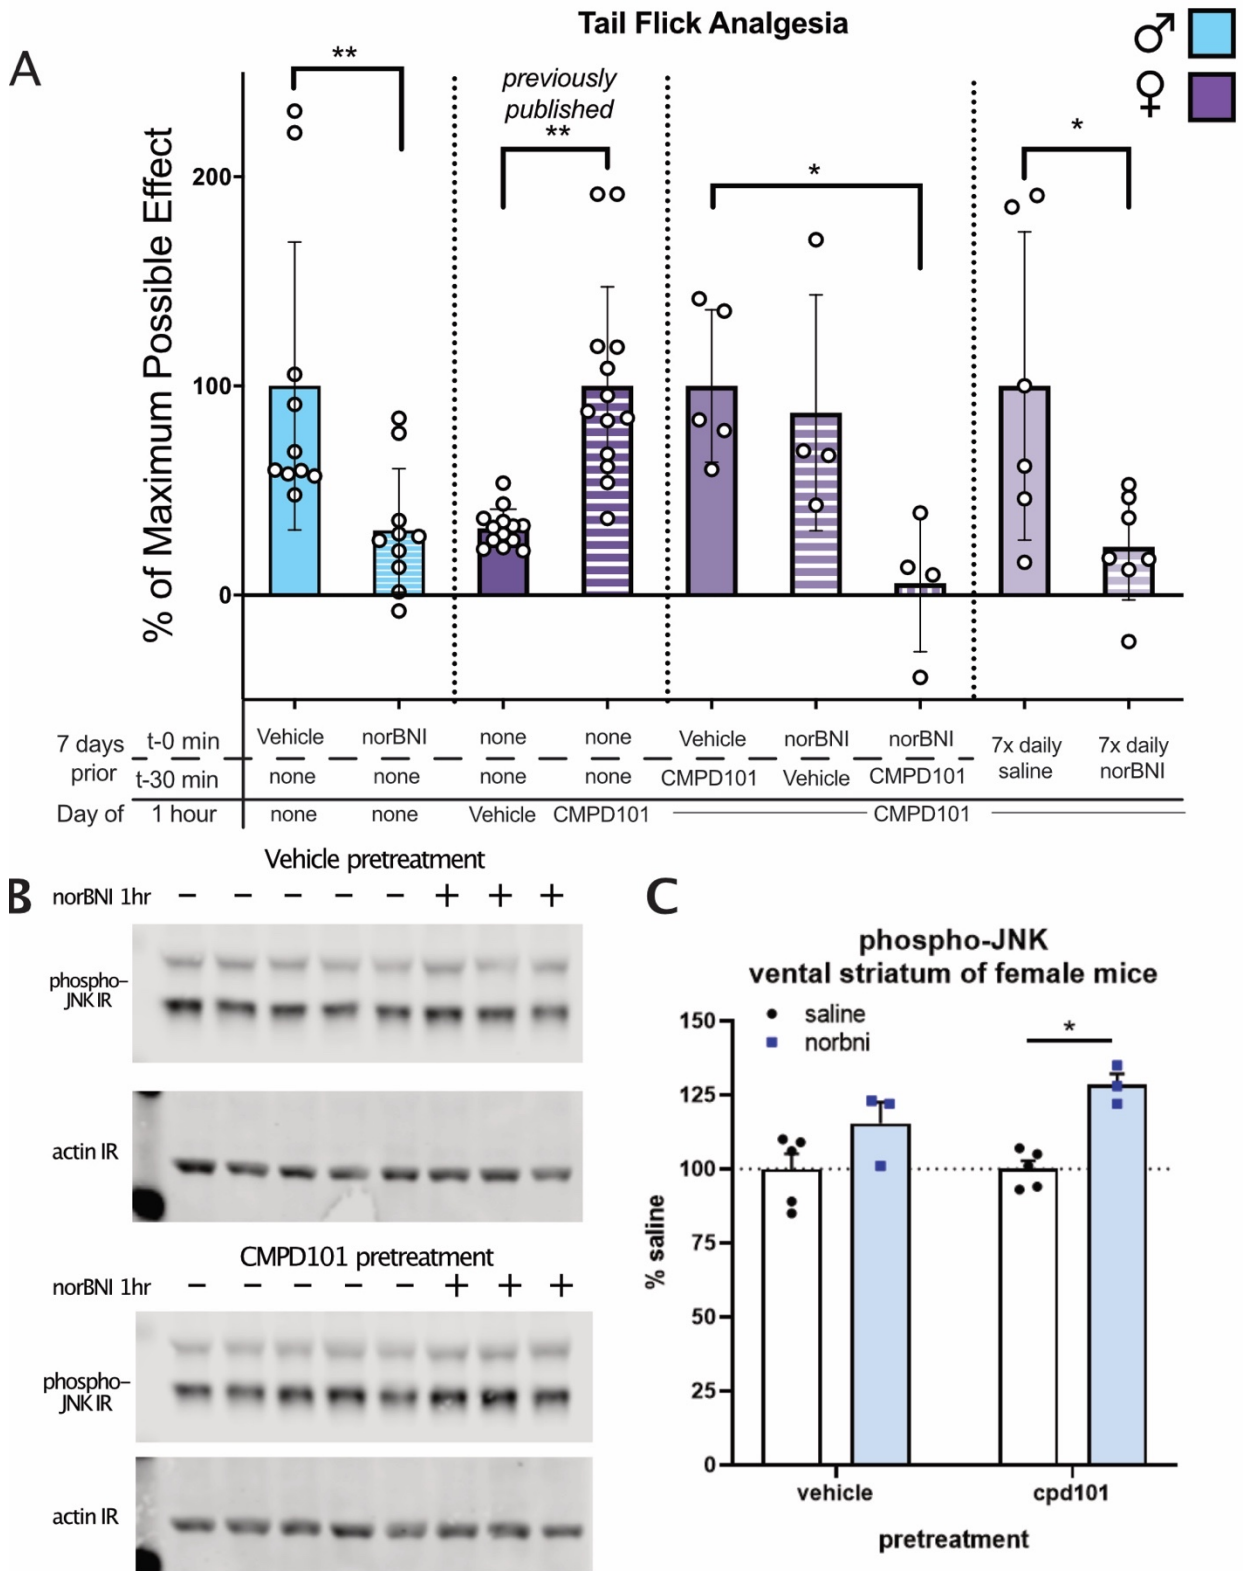 Tail Flick Analgesia
♂
♀
A
% of Maximum Possible Effect
200
100
0
**
previously
published
**
*
*
7 days
prior
t-0 min
Vehicle norBNI none none Vehicle norBNI norBNI
7x daily
saline
7x daily
norBNI
t-30 min
none none none none CMPD101 Vehicle CMPD101
Day of 1 hour none none Vehicle CMPD101 CMPD101
B
Vehicle pretreatment
norBNI 1hr − − − − − + + +
phospho-
JNK IR
actin IR
CMPD101 pretreatment
norBNI 1hr − − − − − + + +
phospho-
JNK IR
actin IR
C
phospho-JNK
vental striatum of female mice
saline
norbni
*
% saline
150
125
100
75
50
25
0
vehicle cpd101
pretreatment